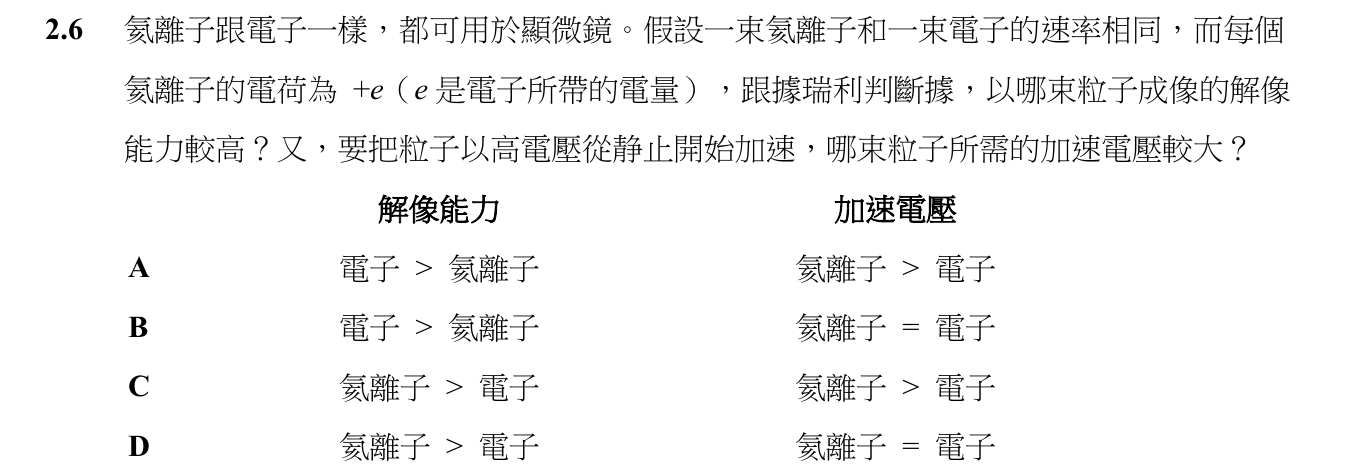 2.6 氦離子跟電子一樣，都可用於顯微鏡。假設一束氦離子和一束電子的速率相同，而每個
氦離子的電荷為 +e（e 是電子所帶的電量），跟據瑞利判斷據，以哪束粒子成像的解像
能力較高？又，要把粒子以高電壓從静止開始加速，哪束粒子所需的加速電壓較大？
解像能力 加速電壓
A 電子 > 氦離子 氦離子 > 電子
B 電子 > 氦離子 氦離子 = 電子
C 氦離子 > 電子 氦離子 > 電子
D 氦離子 > 電子 氦離子 = 電子